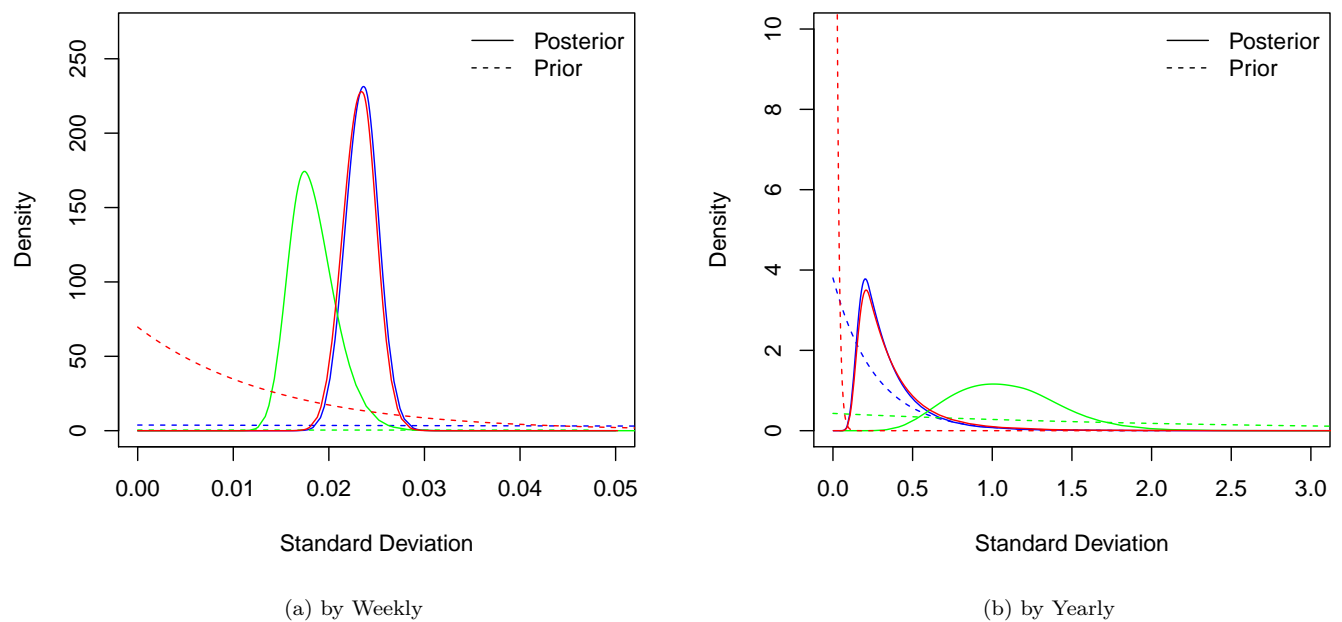 Posterior
Prior
Density
0 50 100 150 200 250
0.00 0.01 0.02 0.03 0.04 0.05
Standard Deviation
(a) by Weekly
Posterior
Prior
Density
0 2 4 6 8 10
0.0 0.5 1.0 1.5 2.0 2.5 3.0
Standard Deviation
(b) by Yearly